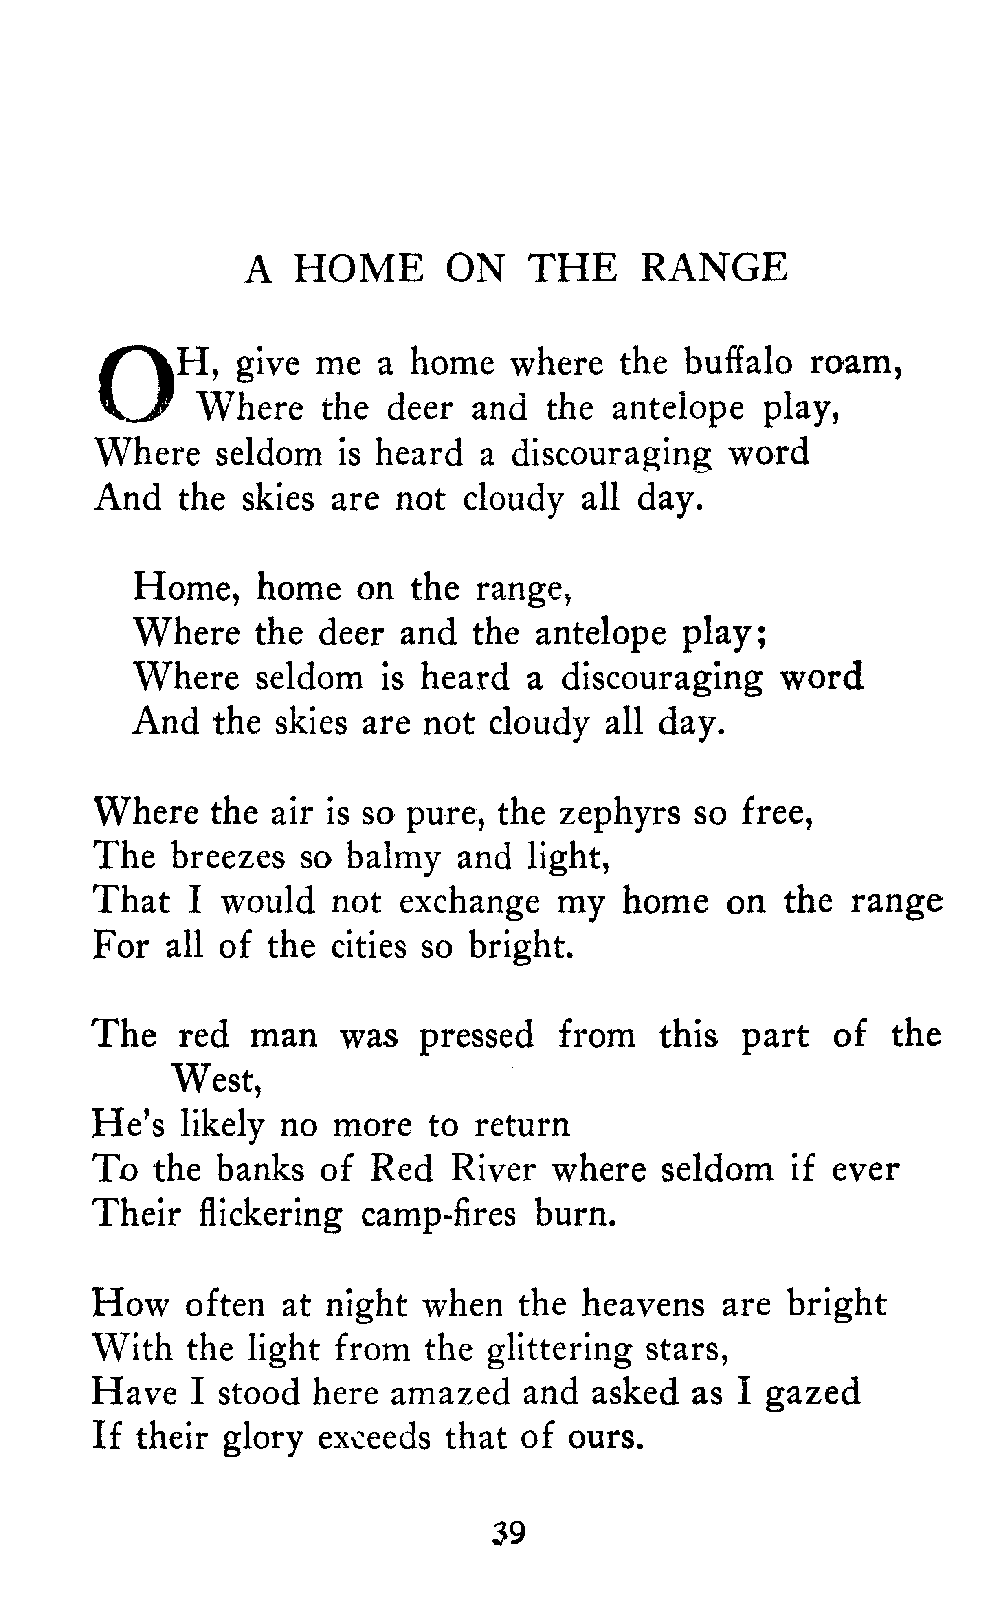 A HOME ON THE RANGE
OH, give me a home where the buffalo roam,
Where the deer and the antelope play,
Where seldom is heard a discouraging word
And the skies are not cloudy all day.
Home, home on the range,
Where the deer and the antelope play;
Where seldom is heard a discouraging word
And the skies are not cloudy all day.
Where the air is so pure, the zephyrs so free,
The breezes so balmy and light,
That I would not exchange my home on the range
For all of the cities so bright.
The red man was pressed from this part of the
West,
He's likely no more to return
To the banks of Red River where seldom if ever
Their flickering camp-fires burn.
How often at night when the heavens are bright
With the light from the glittering stars,
Have I stood here amazed and asked as I gazed
If their glory exceeds that of ours.
39